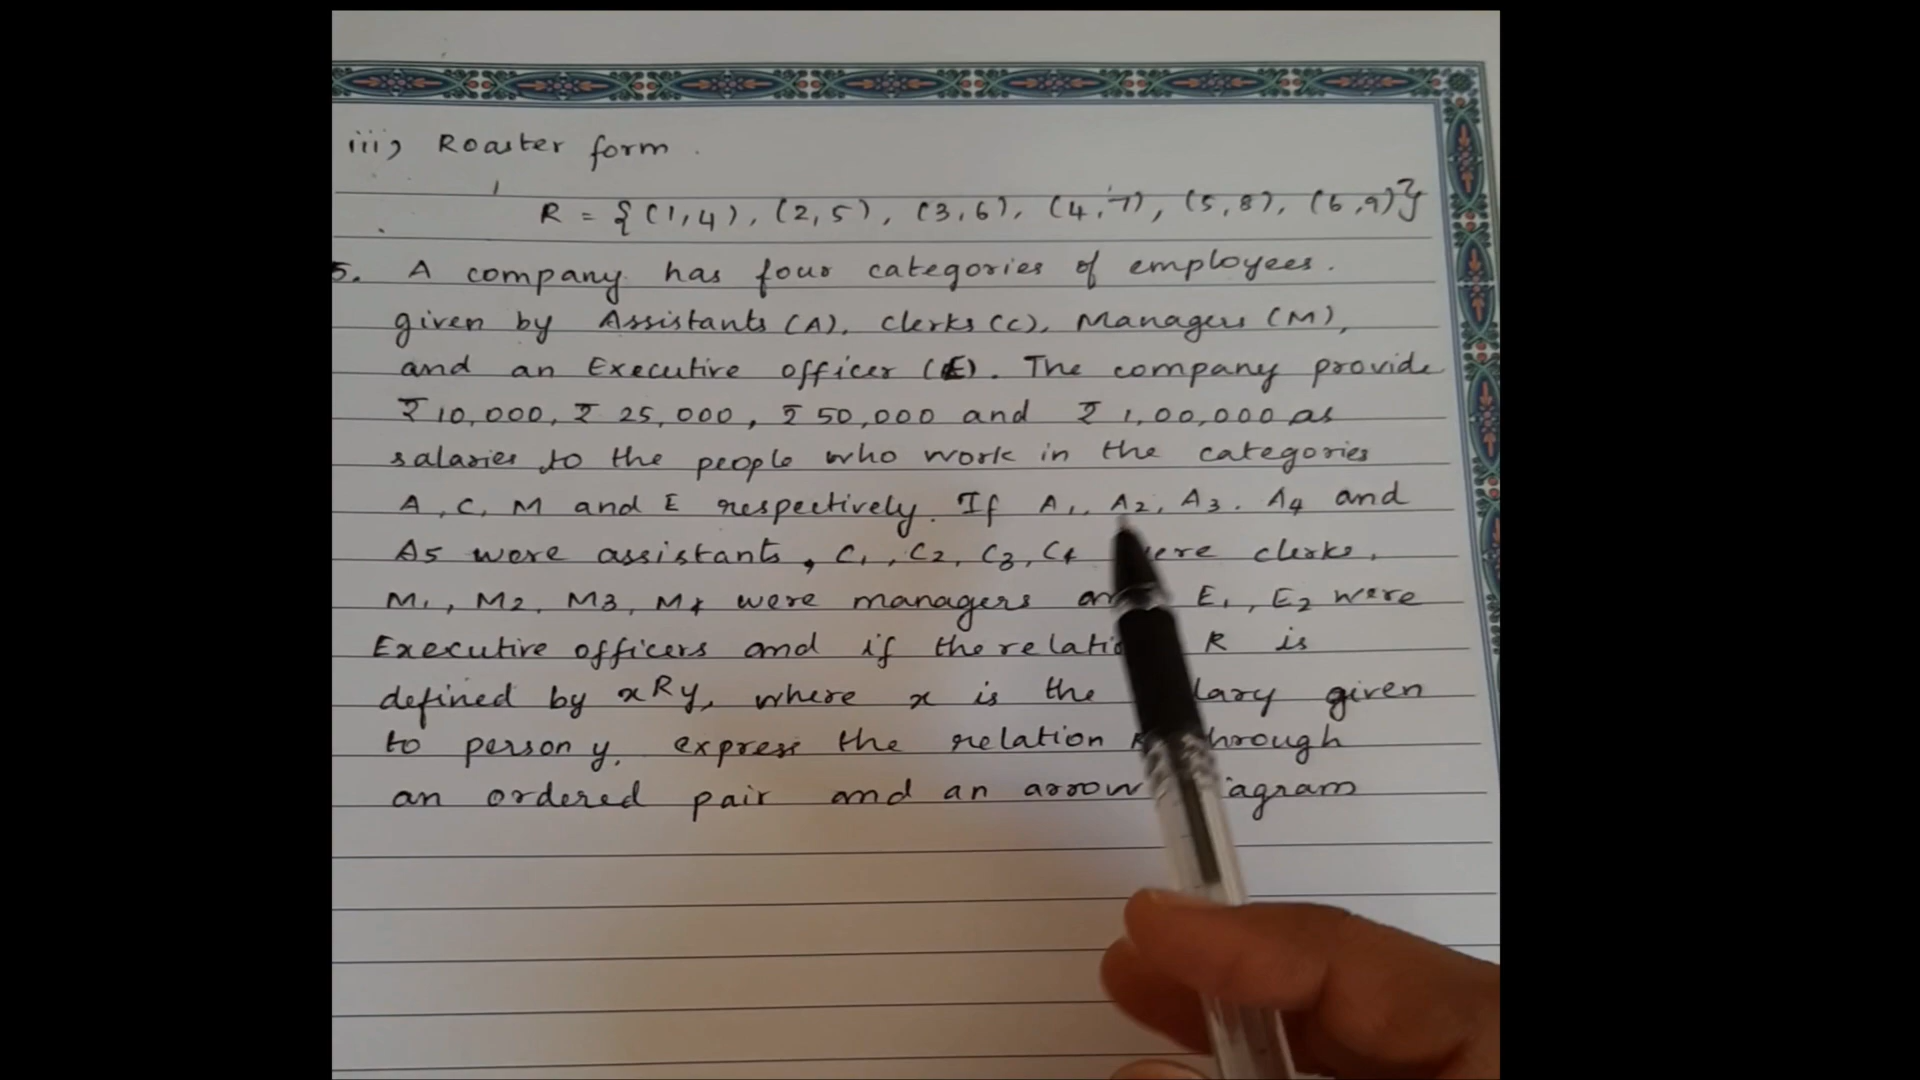 iii) Roaster form.
R = {(1,4), (2,5), (3,6), (4,7), (5,8), (6,9)}
5. A company has four categories of employees.
given by Assistants (A), clerks (c), Managers (M),
and an Executive officer (E). The company provide
₹ 10,000, ₹ 25,000, ₹ 50,000 and ₹ 1,00,000 as
salaries to the people who work in the categories
A, C, M and E respectively. If A1, A2, A3. A4 and
A5 were assistants, C1, C2, C3, C4 were clerks.
M1, M2, M3, M4 were managers and E1, E2 were
Executive officers and if the relation R is
defined by xRy, where x is the salary given
to person y. express the relation through
an ordered pair and an arrow diagram